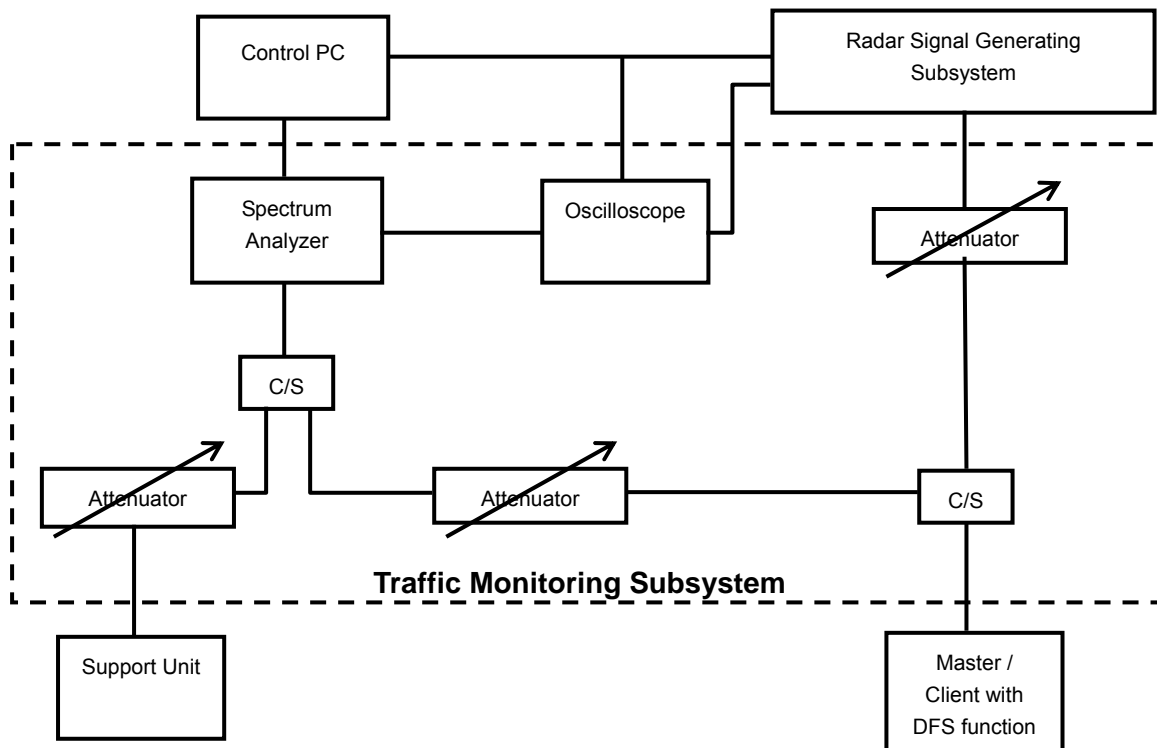 Control PC
Radar Signal Generating
Subsystem
Spectrum
Analyzer
Oscilloscope
Attenuator
C/S
Attenuator
Attenuator
C/S
Traffic Monitoring Subsystem
Support Unit
Master /
Client with
DFS function